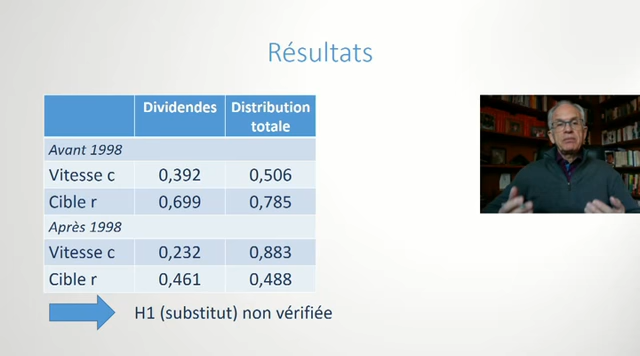 Résultats
Dividendes Distribution
totale
Avant 1998
Vitesse c 0,392 0,506
Cible r 0,699 0,785
Après 1998
Vitesse c 0,232 0,883
Cible r 0,461 0,488
H1 (substitut) non vérifiée